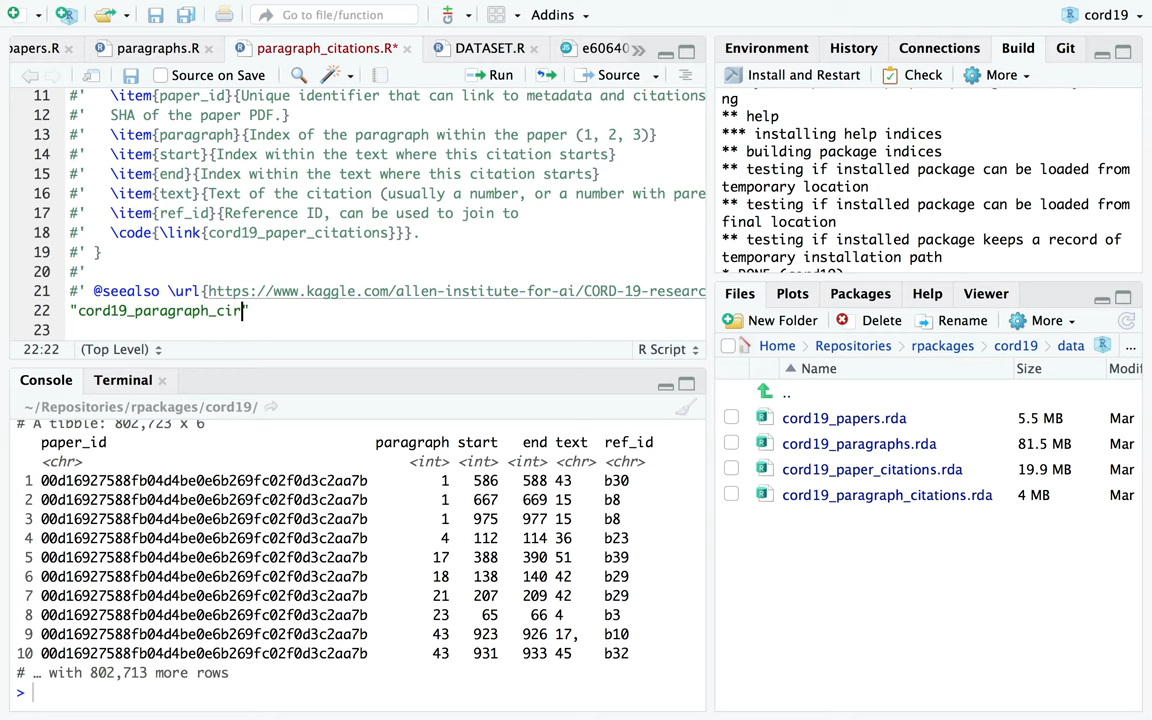 Go to file/function
Addins
cord19
papers.R
paragraphs.R
paragraph_citations.R*
DATASET.R
e60640
Source on Save
Run
Source
11 #'   \item{paper_id}{Unique identifier that can link to metadata and citations
12 #'   SHA of the paper PDF.}
13 #'   \item{paragraph}{Index of the paragraph within the paper (1, 2, 3)}
14 #'   \item{start}{Index within the text where this citation starts}
15 #'   \item{end}{Index within the text where this citation starts}
16 #'   \item{text}{Text of the citation (usually a number, or a number with pare
17 #'   \item{ref_id}{Reference ID, can be used to join to
18 #'   \code{\link{cord19_paper_citations}}}.
19 #' }
20 #'
21 #' @seealso \url{https://www.kaggle.com/allen-institute-for-ai/CORD-19-researc
22 "cord19_paragraph_cir"
23
22:22 (Top Level) R Script
Console Terminal
~/Repositories/rpackages/cord19/
# A tibble: 802,723 x 6
paper_id paragraph start end text ref_id
<chr> <int> <int> <int> <chr> <chr>
1 00d16927588fb04d4be0e6b269fc02f0d3c2aa7b 1 586 588 43 b30
2 00d16927588fb04d4be0e6b269fc02f0d3c2aa7b 1 667 669 15 b8
3 00d16927588fb04d4be0e6b269fc02f0d3c2aa7b 1 975 977 15 b8
4 00d16927588fb04d4be0e6b269fc02f0d3c2aa7b 4 112 114 36 b23
5 00d16927588fb04d4be0e6b269fc02f0d3c2aa7b 17 388 390 51 b39
6 00d16927588fb04d4be0e6b269fc02f0d3c2aa7b 18 138 140 42 b29
7 00d16927588fb04d4be0e6b269fc02f0d3c2aa7b 21 207 209 42 b29
8 00d16927588fb04d4be0e6b269fc02f0d3c2aa7b 23 65 66 4 b3
9 00d16927588fb04d4be0e6b269fc02f0d3c2aa7b 43 923 926 17, b10
10 00d16927588fb04d4be0e6b269fc02f0d3c2aa7b 43 931 933 45 b32
# … with 802,713 more rows
>
Environment History Connections Build Git
Install and Restart Check More
ng
** help
*** installing help indices
** building package indices
** testing if installed package can be loaded from
temporary location
** testing if installed package can be loaded from
final location
** testing if installed package keeps a record of
temporary installation path
* DONE (cord19)
Files Plots Packages Help Viewer
New Folder Delete Rename More
Home Repositories rpackages cord19 data ...
Name Size Modif
..
cord19_papers.rda 5.5 MB Mar
cord19_paragraphs.rda 81.5 MB Mar
cord19_paper_citations.rda 19.9 MB Mar
cord19_paragraph_citations.rda 4 MB Mar